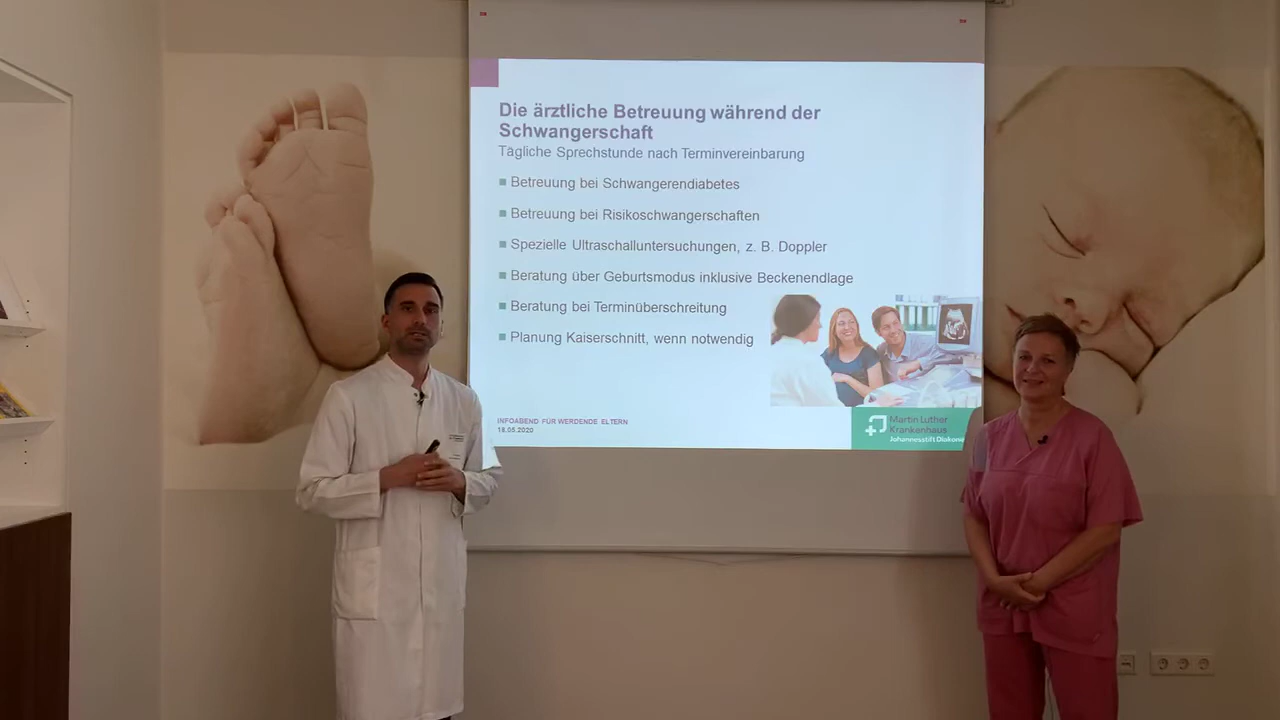 Die ärztliche Betreuung während der
Schwangerschaft
Tägliche Sprechstunde nach Terminvereinbarung
Betreuung bei Schwangerendiabetes
Betreuung bei Risikoschwangerschaften
Spezielle Ultraschalluntersuchungen, z. B. Doppler
Beratung über Geburtsmodus inklusive Beckenendlage
Beratung bei Terminüberschreitung
Planung Kaiserschnitt, wenn notwendig
INFOABEND FÜR WERDENDE ELTERN
18.05.2020
Martin Luther
Krankenhaus
Johannesstift Diakonie